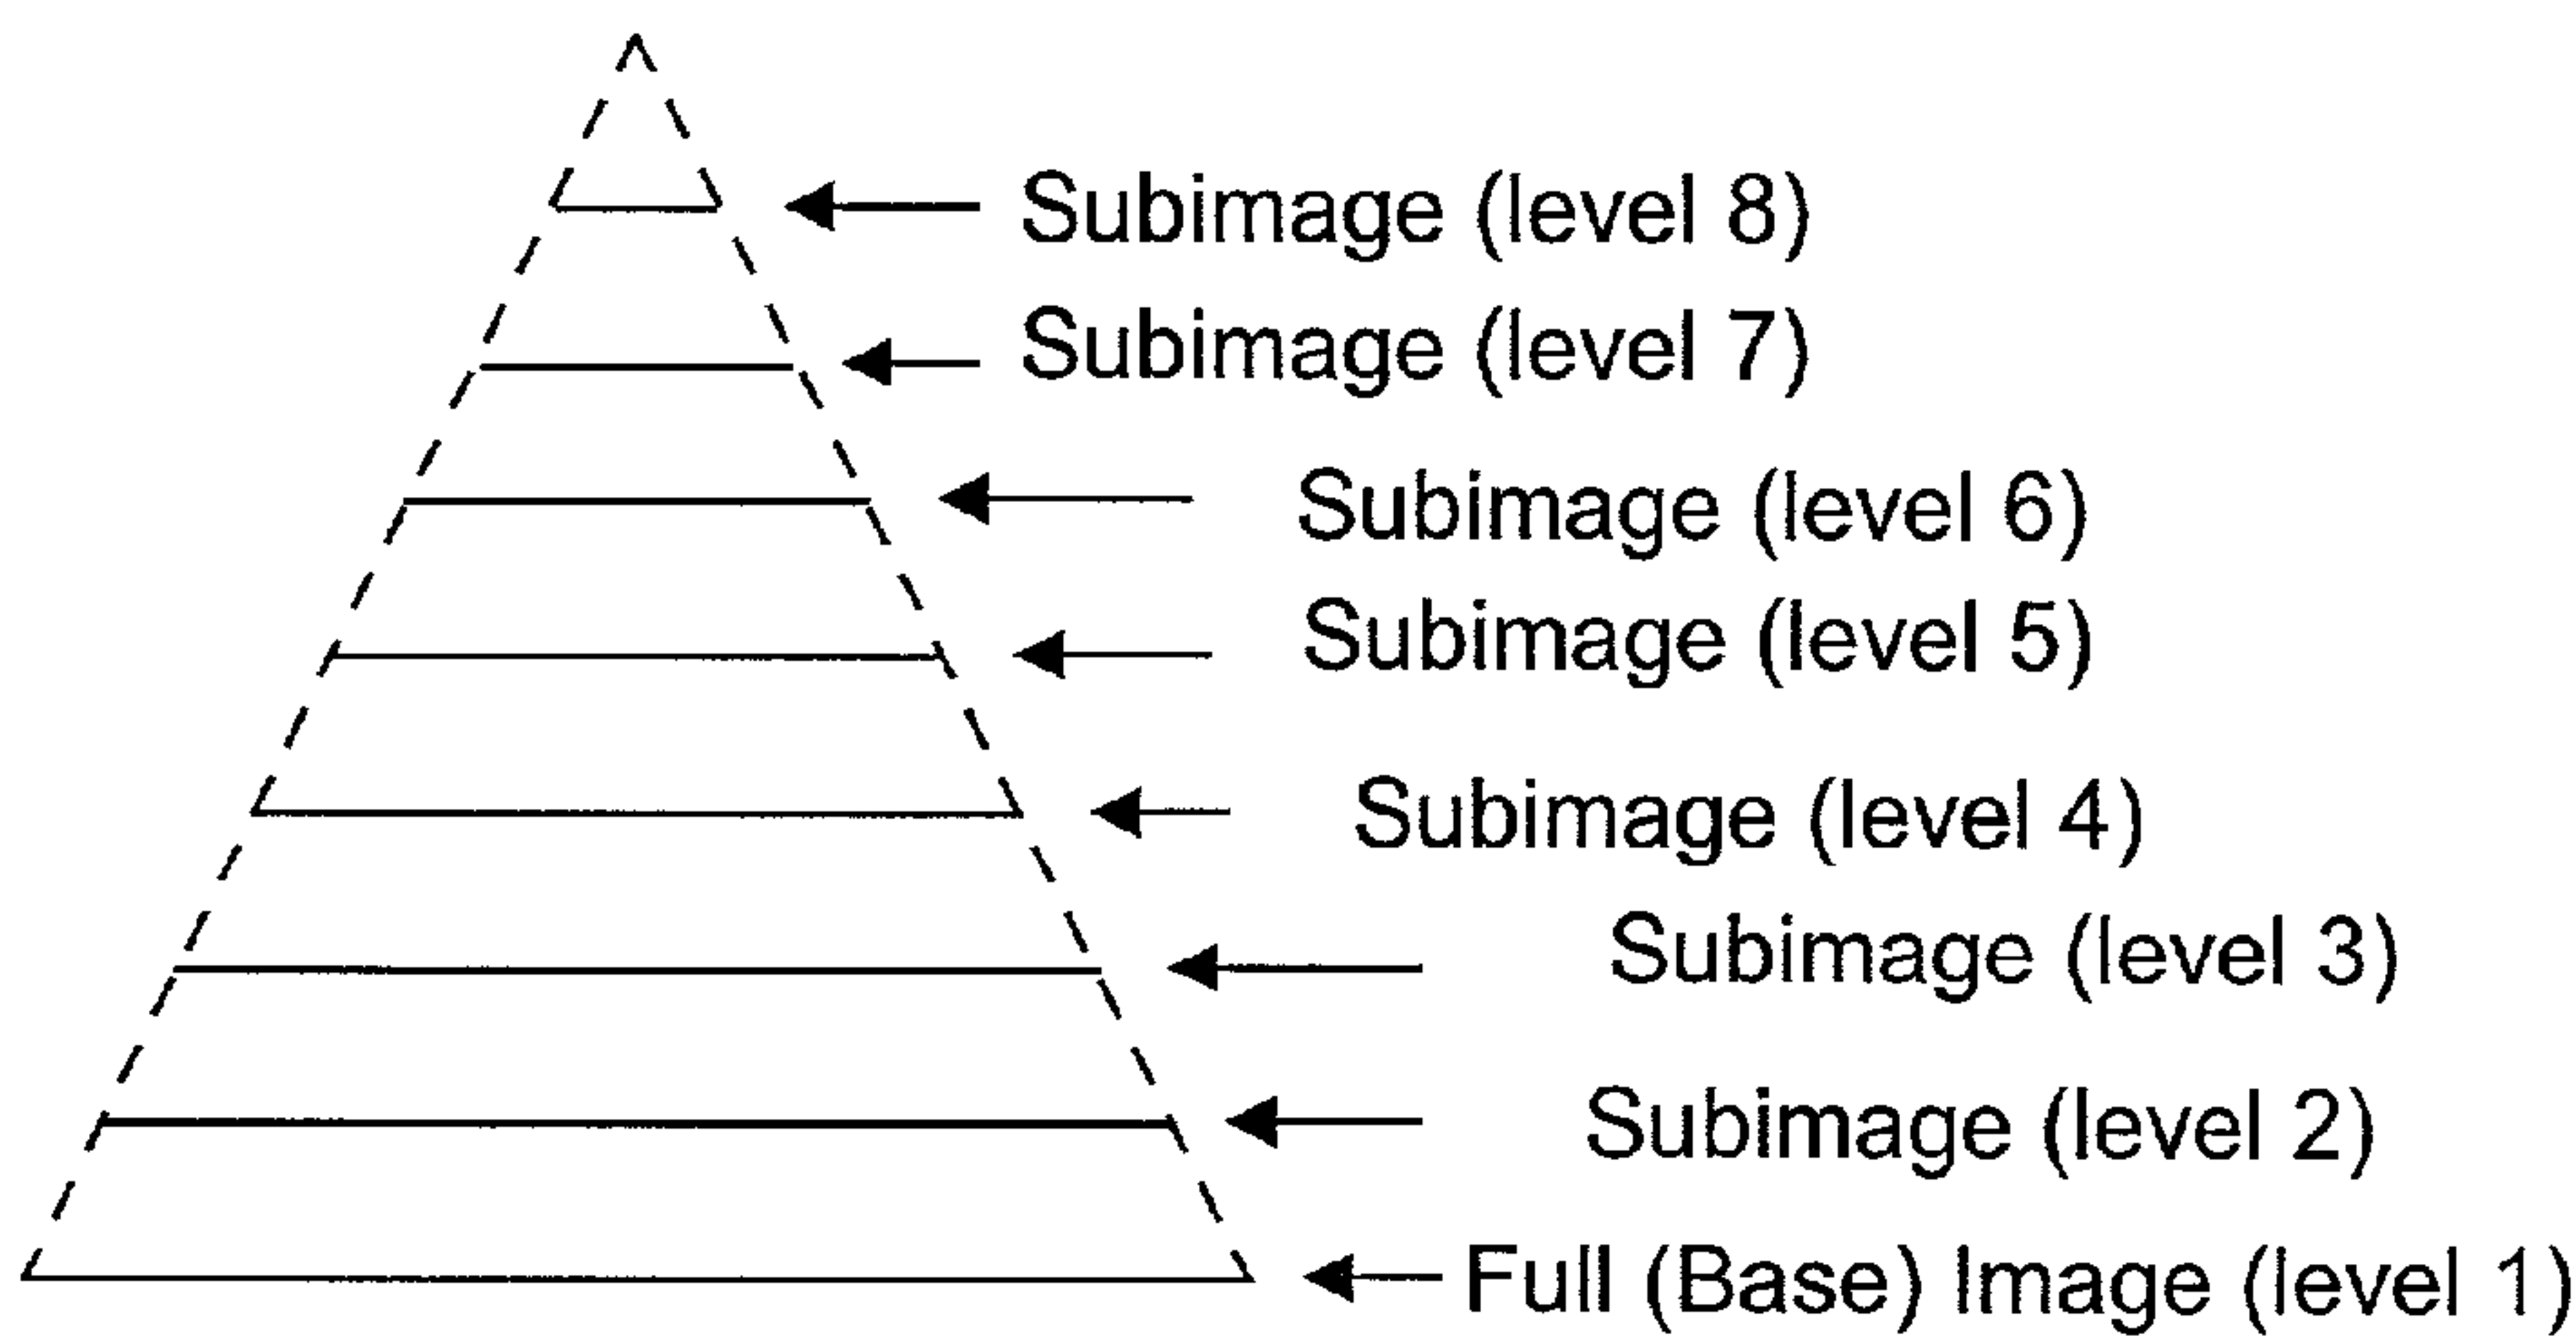 Subimage (level 8)
Subimage (level 7)
Subimage (level 6)
Subimage (level 5)
Subimage (level 4)
Subimage (level 3)
Subimage (level 2)
Full (Base) Image (level 1)